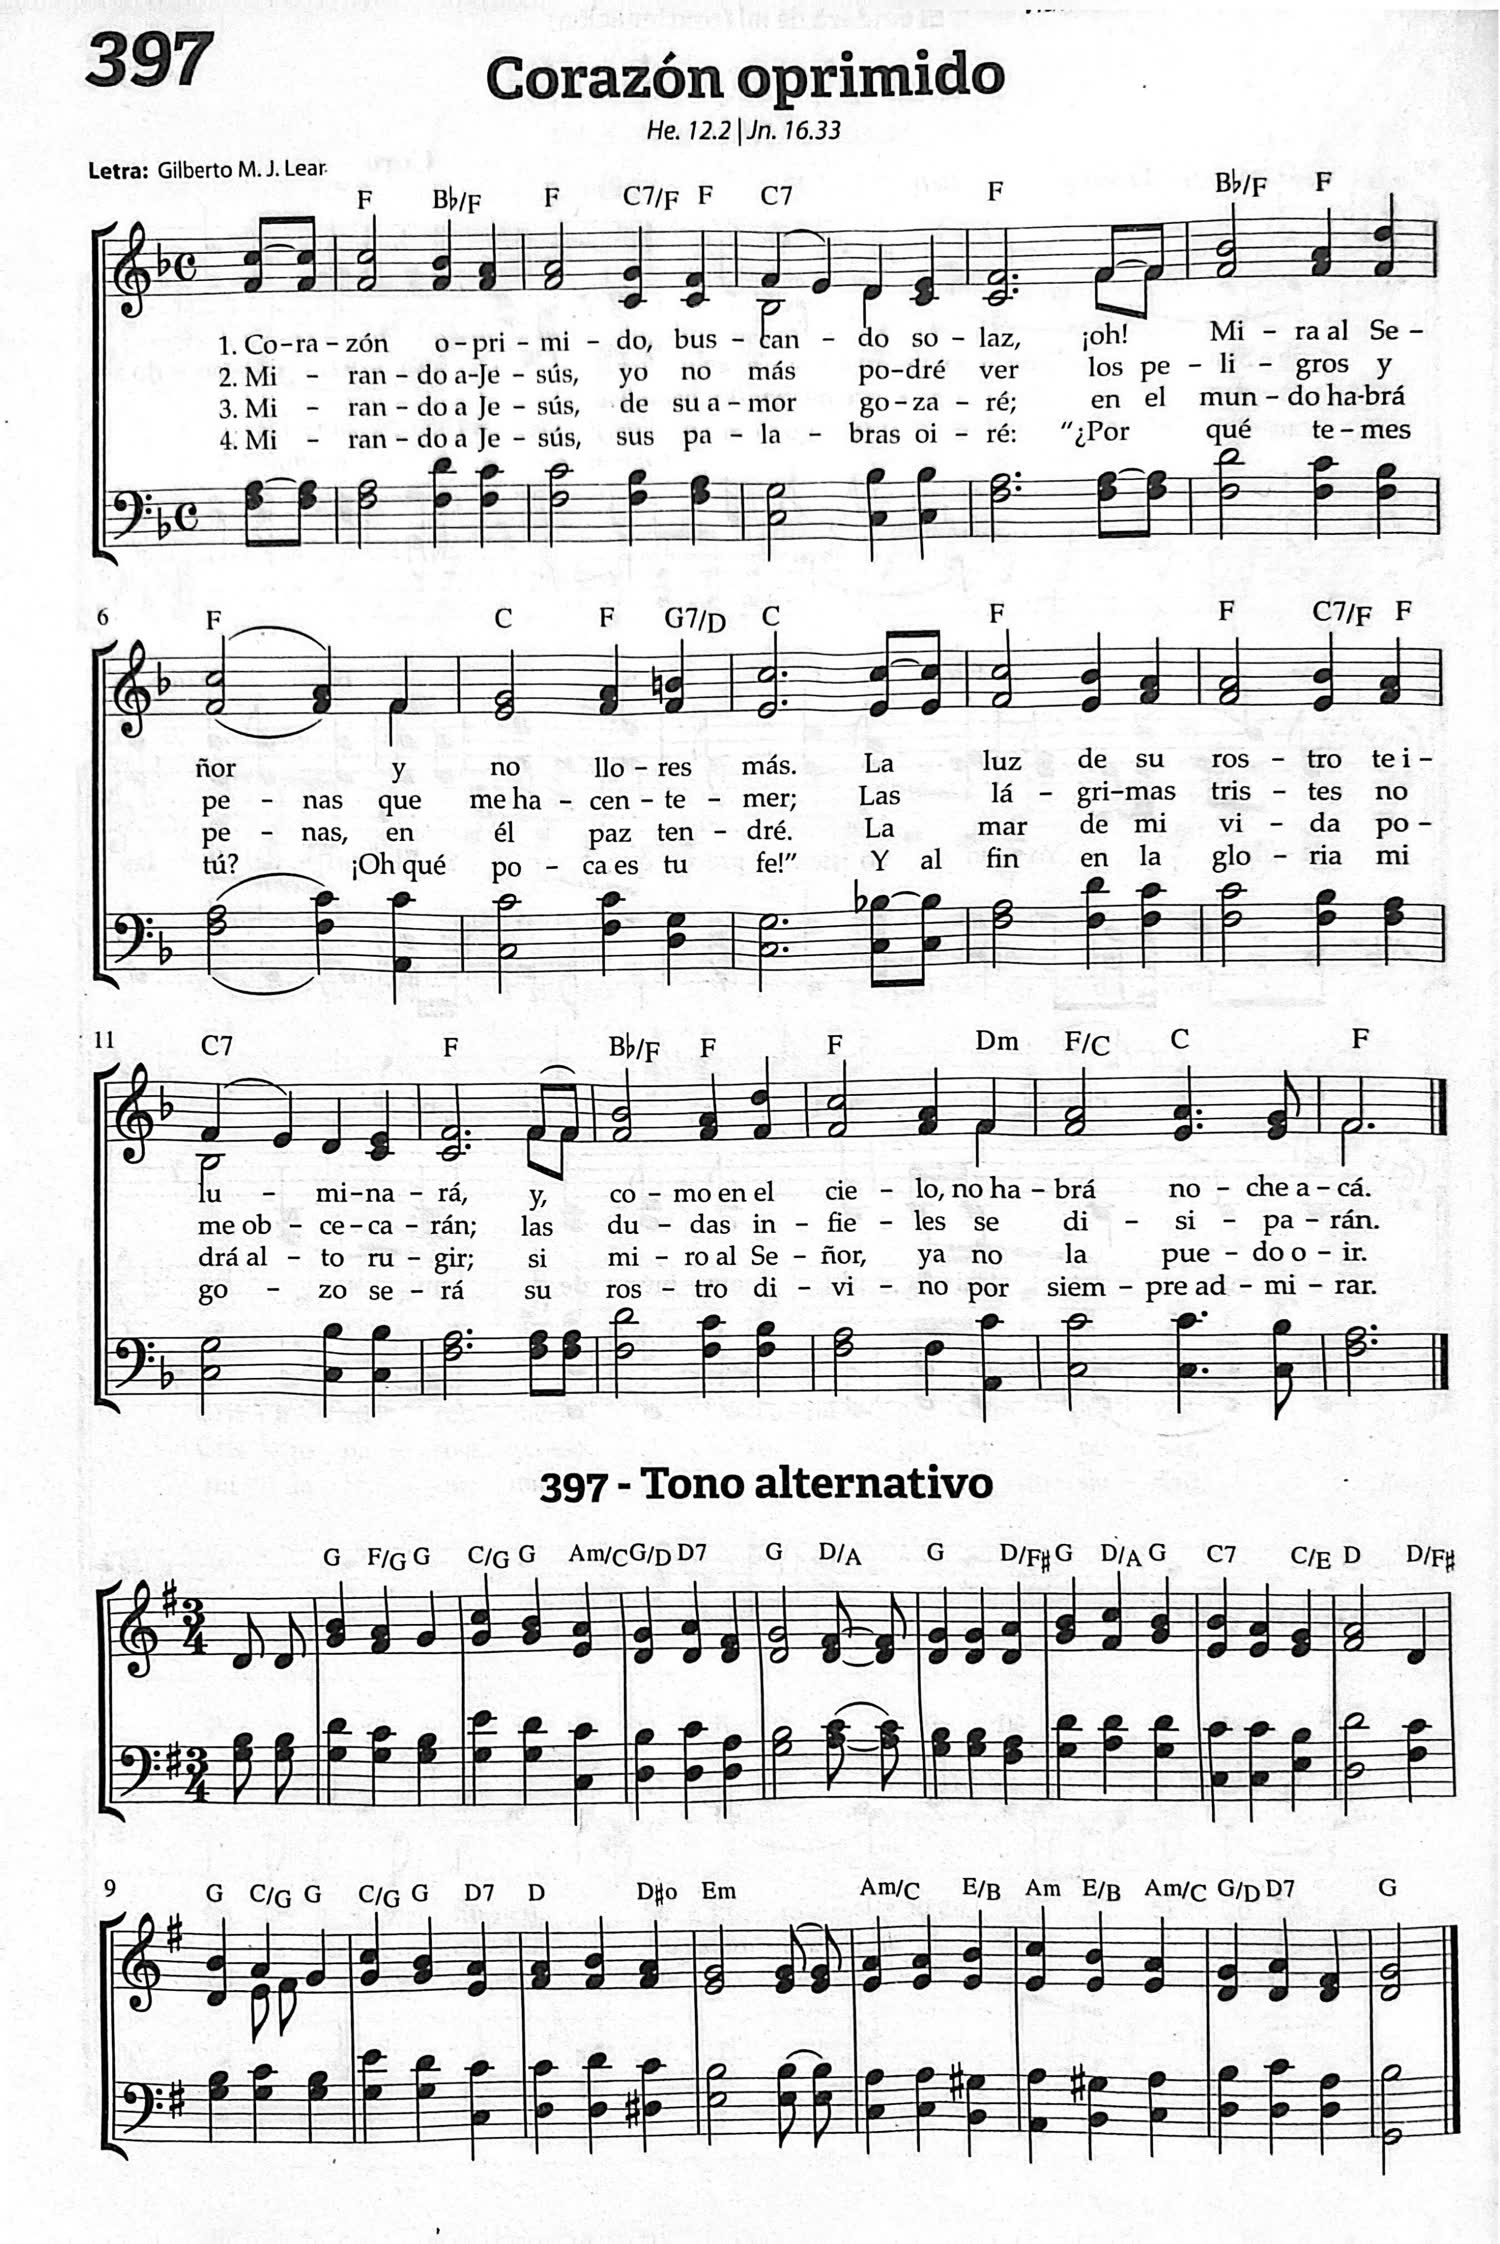 397
Corazón oprimido
He. 12.2 | Jn. 16.33
Letra: Gilberto M. J. Lear
F B♭/F F C7/F F C7 F B♭/F F
1. Co–ra – zón o–pri – mi – do, bus – can – do so – laz, ¡oh! Mi – ra al Se –
2. Mi – ran – do a–Je – sús, yo no más po–dré ver los pe – li – gros y
3. Mi – ran – do a Je – sús, de su a – mor go – za – ré; en el mun – do ha–brá
4. Mi – ran – do a Je – sús, sus pa – la – bras oi – ré: “¿Por qué te – mes
6
F C F G7/D C F F C7/F F
ñor y no llo – res más. La luz de su ros – tro te i –
pe – nas que me ha – cen – te – mer; Las lá – gri–mas tris – tes no
pe – nas, en él paz ten – dré. La mar de mi vi – da po –
tú? ¡Oh qué po – ca es tu fe!” Y al fin en la glo – ria mi
11
C7 F B♭/F F F Dm F/C C F
lu – mi–na – rá, y, co – mo en el cie – lo, no ha – brá no – che a – cá.
me ob – ce – ca – rán; las du – das in – fie – les se di – si – pa – rán.
drá al – to ru – gir; si mi – ro al Se – ñor, ya no la pue – do o – ir.
go – zo se – rá su ros – tro di – vi – no por siem – pre ad – mi – rar.
397 - Tono alternativo
G F/G G C/G G Am/C G/D D7 G D/A G D/F♯ G D/A G C7 C/E D D/F♯
3
4
3
4
9
G C/G G C/G G D7 D D♯o Em Am/C E/B Am E/B Am/C G/D D7 G